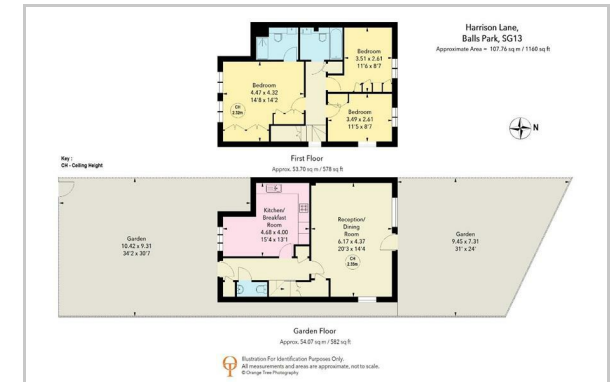 Harrison Lane,
Balls Park, SG13
Approximate Area = 107.76 sq m / 1160 sq ft
Bedroom
3.51 x 2.61
11'6 x 8'7
Bedroom
4.47 x 4.32
14'8 x 14'2
CH
2.32m
Bedroom
3.49 x 2.61
11'5 x 8'7
N
First Floor
Approx. 53.70 sq m / 578 sq ft
Key :
CH - Ceiling Height
Garden
10.42 x 9.31
34'2 x 30'7
Kitchen/
Breakfast
Room
4.68 x 4.00
15'4 x 13'1
Reception/
Dining
Room
6.17 x 4.37
20'3 x 14'4
CH
Garden
9.45 x 7.31
31' x 24'
Garden Floor
Approx. 54.07 sq m / 582 sq ft
Illustration For Identification Purposes Only.
All measurements and areas are approximate, not to scale.
© Orange Tree Photography